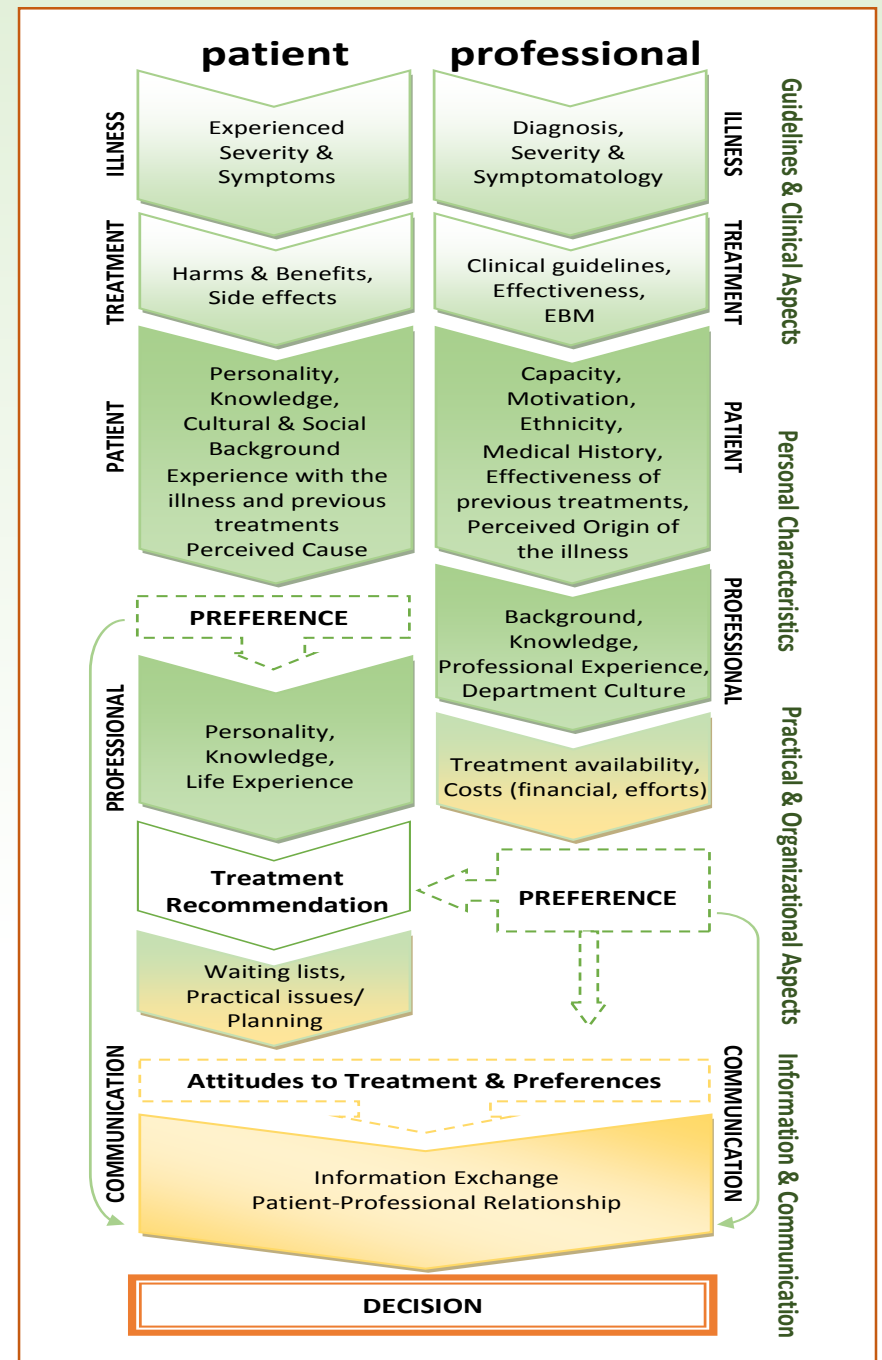 patient
professional
ILLNESS
Experienced
Severity &
Symptoms
Diagnosis,
Severity &
Symptomatology
ILLNESS
TREATMENT
Harms & Benefits,
Side effects
Clinical guidelines,
Effectiveness,
EBM
TREATMENT
Guidelines & Clinical Aspects
PATIENT
Personality,
Knowledge,
Cultural & Social
Background
Experience with the
illness and previous
treatments
Perceived Cause
Capacity,
Motivation,
Ethnicity,
Medical History,
Effectiveness of
previous treatments,
Perceived Origin of
the illness
PATIENT
Personal Characteristics
PREFERENCE
Background,
Knowledge,
Professional Experience,
Department Culture
PROFESSIONAL
PROFESSIONAL
Personality,
Knowledge,
Life Experience
Treatment availability,
Costs (financial, efforts)
Practical & Organizational Aspects
Treatment
Recommendation
PREFERENCE
Waiting lists,
Practical issues/
Planning
Attitudes to Treatment & Preferences
COMMUNICATION
Information Exchange
Patient-Professional Relationship
COMMUNICATION
Information & Communication
DECISION